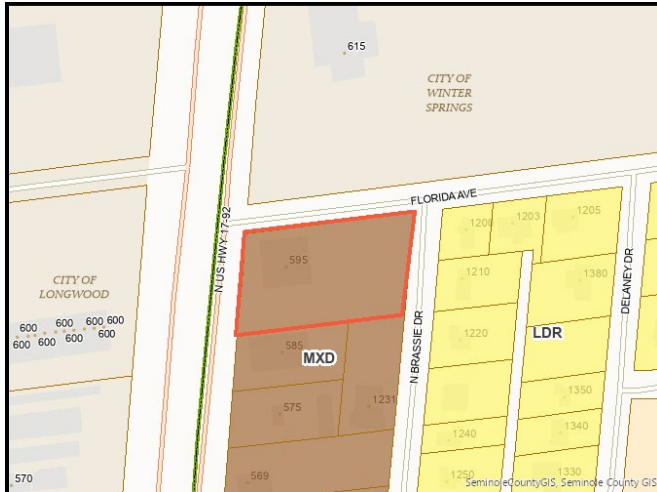 615
CITY OF
WINTER
SPRINGS
FLORIDA AVE
N US HWY 17-92
1200
1203
1205
595
CITY OF
LONGWOOD
1210
1380
DELANEY DR
600 600 600 600
600 600 600 600
585
MXD
N BRASSIE DR
1220
LDR
575
1231
1350
1240
1340
570
569
1250
1330
SeminoleCountyGIS, Seminole County GIS